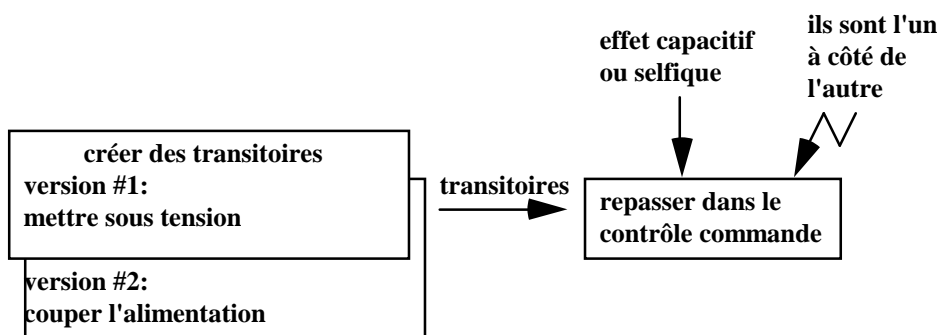 effet capacitif
ou selfique
ils sont l'un
à côté de
l'autre
créer des transitoires
version #1:
mettre sous tension
transitoires
repasser dans le
contrôle commande
version #2:
couper l'alimentation